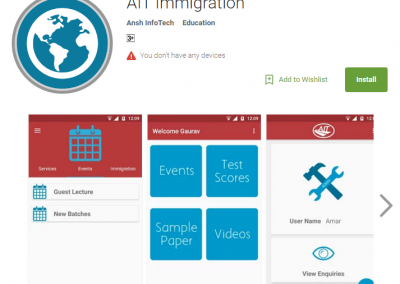 AIT Immigration
Ansh InfoTech Education
3+
You don't have any devices
Add to Wishlist
Install
12:09
Services Events Immigration
Guest Lecture
New Batches
12:09
Welcome Gaurav
Events
Test Scores
Sample Paper
Videos
12:09
AIT
User Name Amar
View Enquiries